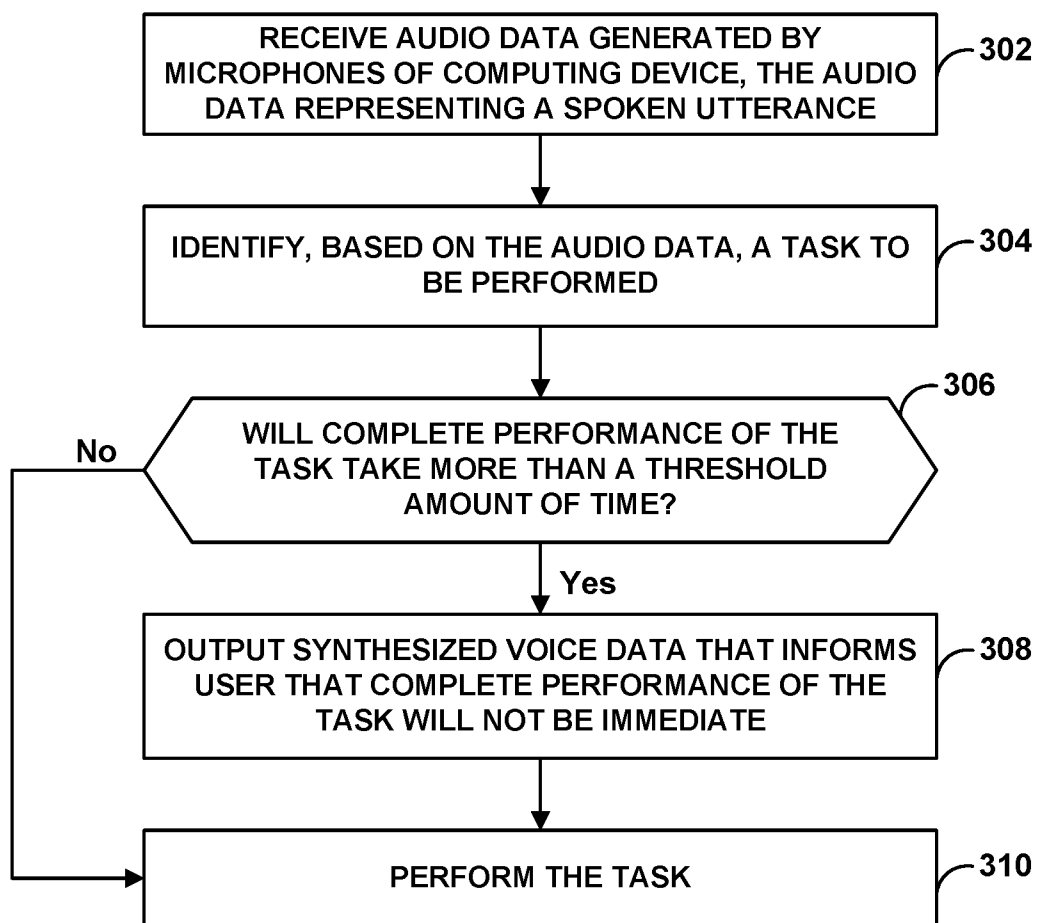 RECEIVE AUDIO DATA GENERATED BY
MICROPHONES OF COMPUTING DEVICE, THE AUDIO
DATA REPRESENTING A SPOKEN UTTERANCE
302
IDENTIFY, BASED ON THE AUDIO DATA, A TASK TO
BE PERFORMED
304
306
WILL COMPLETE PERFORMANCE OF THE
TASK TAKE MORE THAN A THRESHOLD
AMOUNT OF TIME?
No
Yes
OUTPUT SYNTHESIZED VOICE DATA THAT INFORMS
USER THAT COMPLETE PERFORMANCE OF THE
TASK WILL NOT BE IMMEDIATE
308
PERFORM THE TASK
310